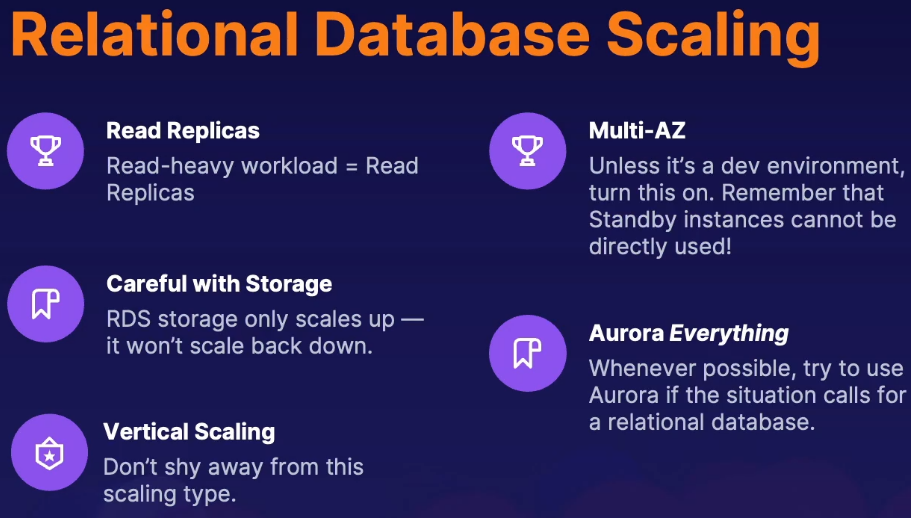 Relational Database Scaling
Read Replicas
Read-heavy workload = Read
Replicas
Careful with Storage
RDS storage only scales up —
it won’t scale back down.
Vertical Scaling
Don’t shy away from this
scaling type.
Multi-AZ
Unless it’s a dev environment,
turn this on. Remember that
Standby instances cannot be
directly used!
Aurora Everything
Whenever possible, try to use
Aurora if the situation calls for
a relational database.